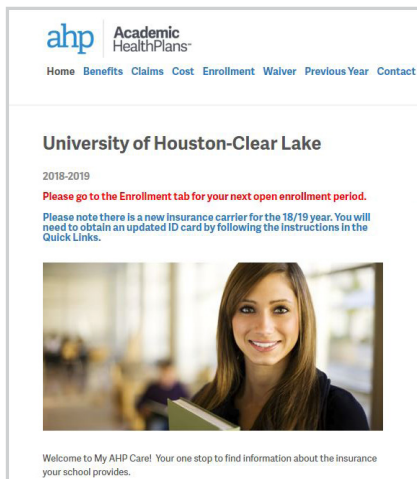 ahp Academic
HealthPlans
Home Benefits Claims Cost Enrollment Waiver Previous Year Contact
University of Houston-Clear Lake
2018-2019
Please go to the Enrollment tab for your next open enrollment period.
Please note there is a new insurance carrier for the 18/19 year. You will
need to obtain an updated ID card by following the instructions in the
Quick Links.
Welcome to My AHP Care! Your one stop to find information about the insurance
your school provides.